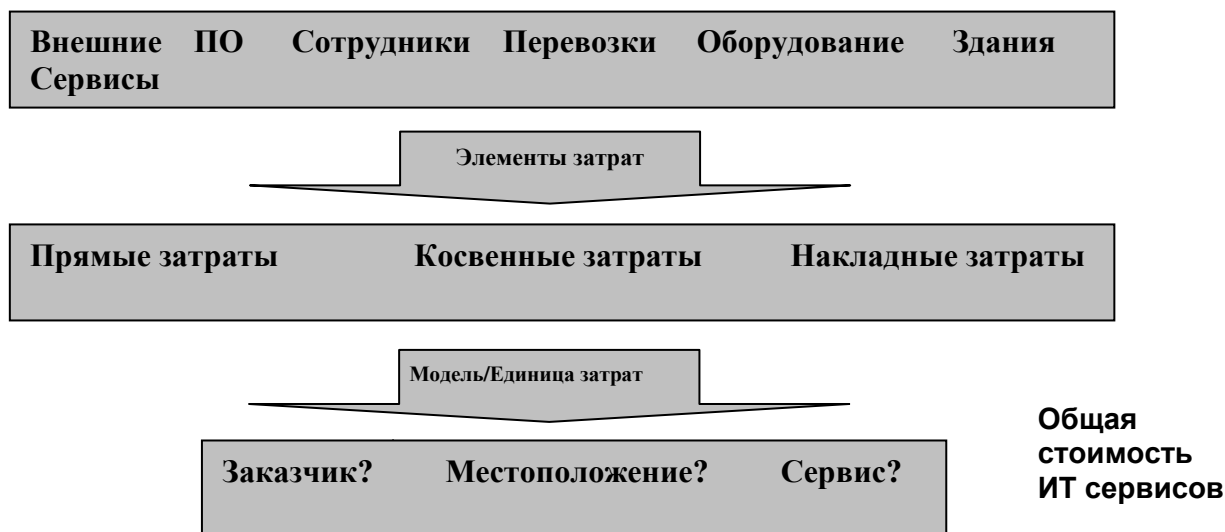 Внешние ПО Сотрудники Перевозки Оборудование Здания
Сервисы
Элементы затрат
Прямые затраты Косвенные затраты Накладные затраты
Модель/Единица затрат
Заказчик? Местоположение? Сервис?
Общая
стоимость
ИТ сервисов